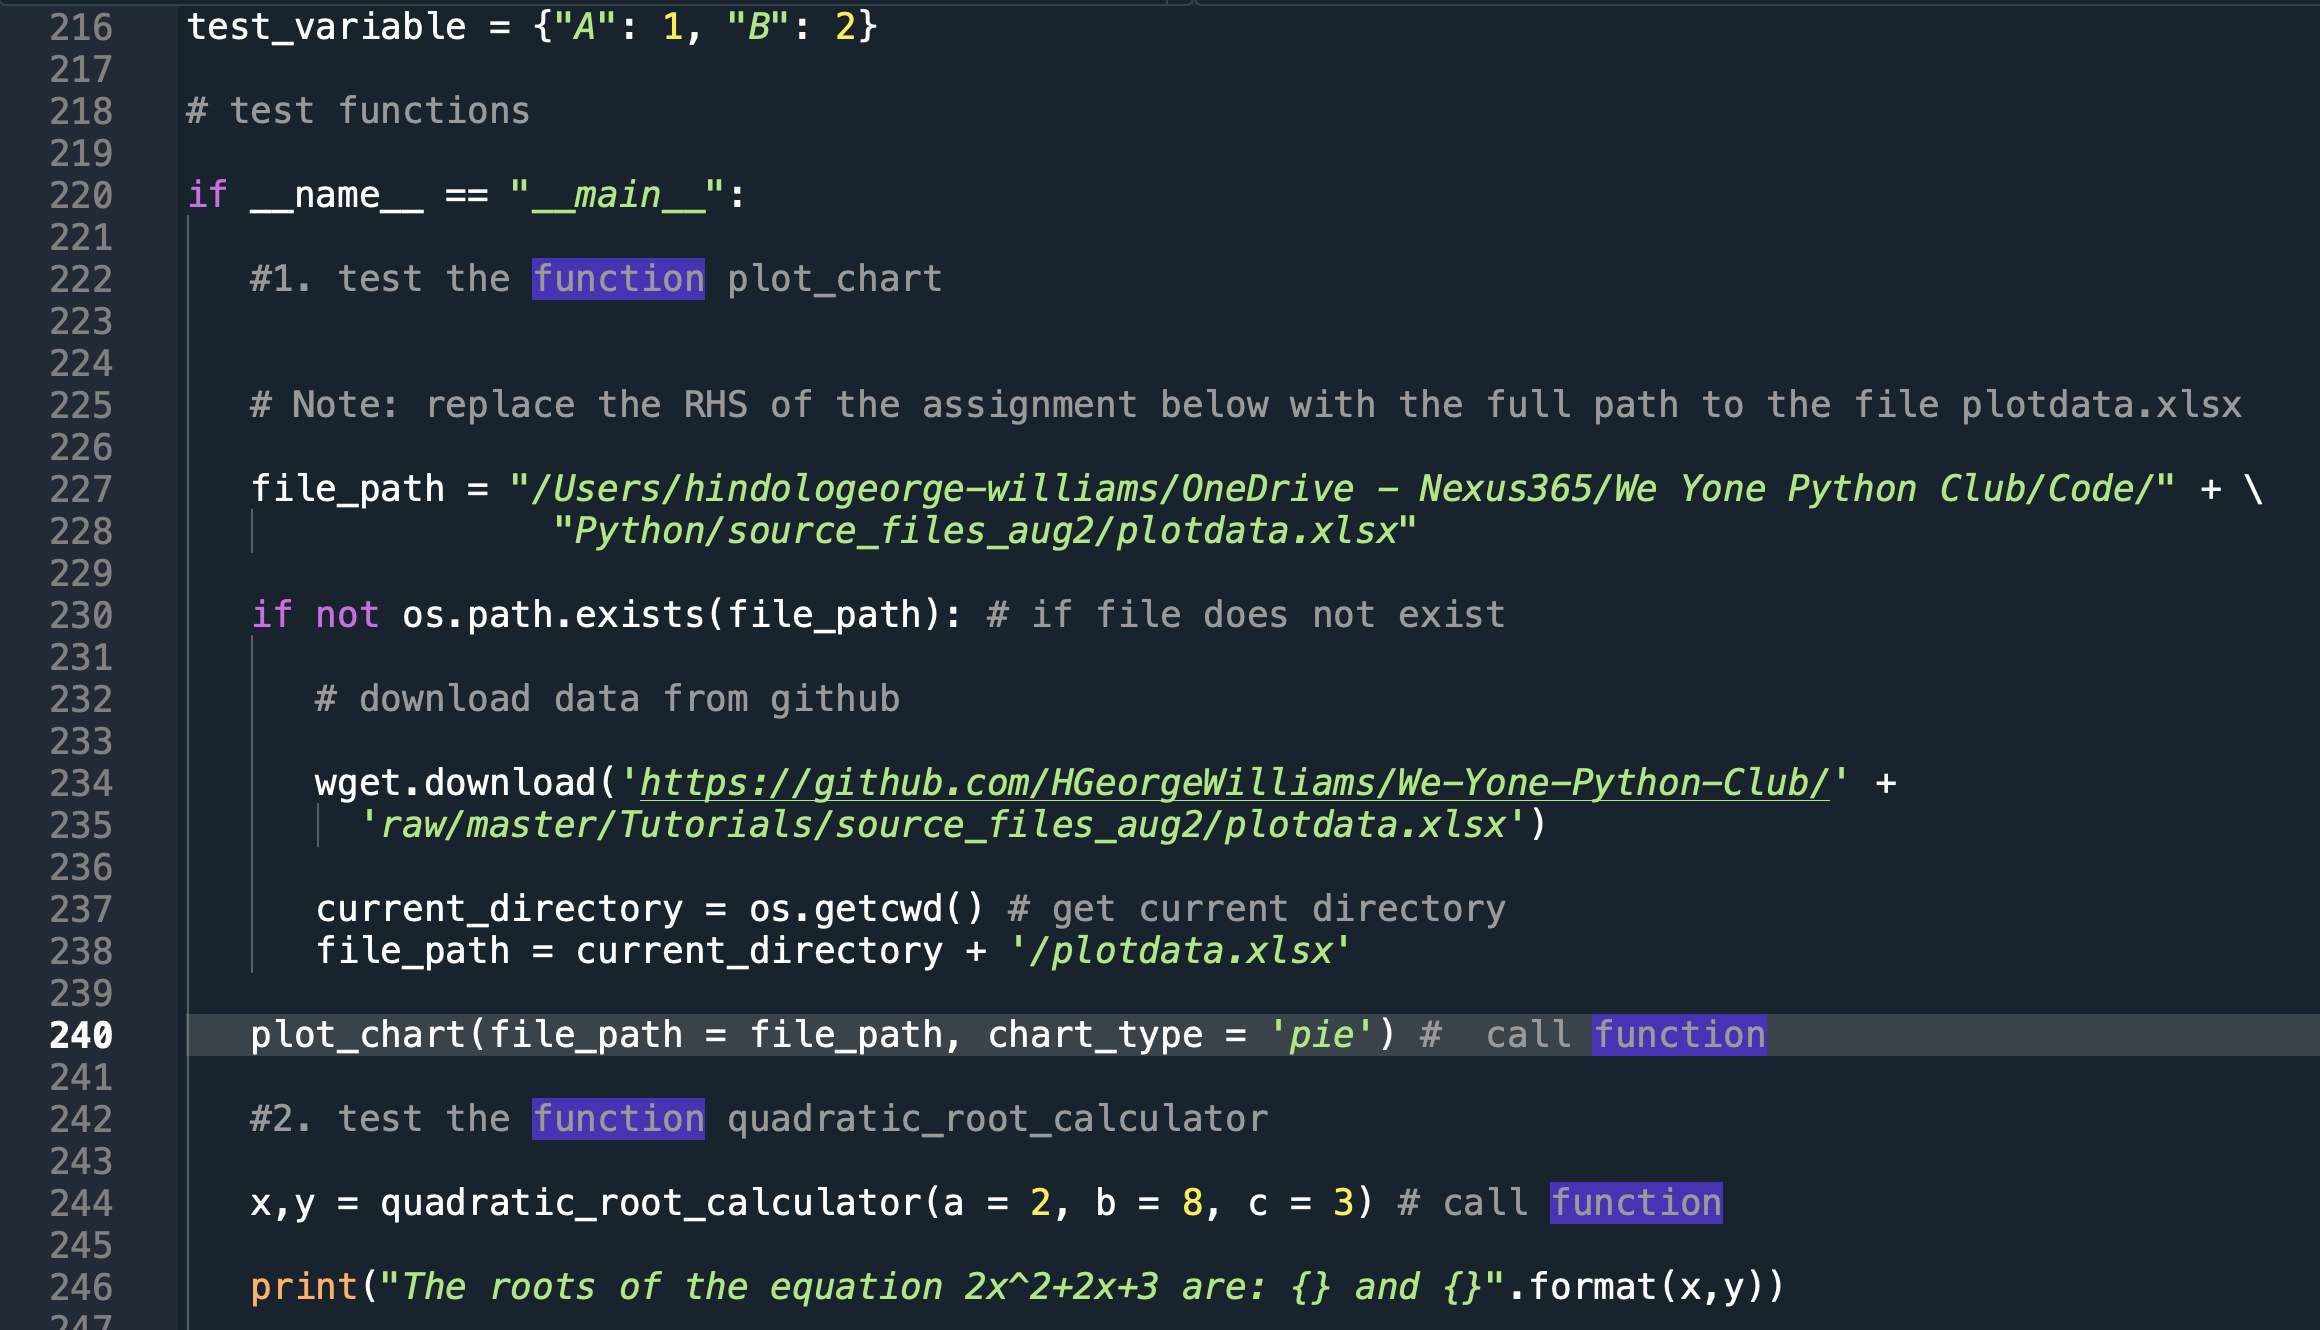 216 test_variable = {"A": 1, "B": 2}
217
218 # test functions
219
220 if __name__ == "__main__":
221
222 #1. test the function plot_chart
223
224
225 # Note: replace the RHS of the assignment below with the full path to the file plotdata.xlsx
226
227 file_path = "/Users/hindologeorge-williams/OneDrive - Nexus365/We Yone Python Club/Code/" + \
228 "Python/source_files_aug2/plotdata.xlsx"
229
230 if not os.path.exists(file_path): # if file does not exist
231
232 # download data from github
233
234 wget.download('https://github.com/HGeorgeWilliams/We-Yone-Python-Club/' +
235 'raw/master/Tutorials/source_files_aug2/plotdata.xlsx')
236
237 current_directory = os.getcwd() # get current directory
238 file_path = current_directory + '/plotdata.xlsx'
239
240 plot_chart(file_path = file_path, chart_type = 'pie') #  call function
241
242 #2. test the function quadratic_root_calculator
243
244 x,y = quadratic_root_calculator(a = 2, b = 8, c = 3) # call function
245
246 print("The roots of the equation 2x^2+2x+3 are: {} and {}".format(x,y))
247